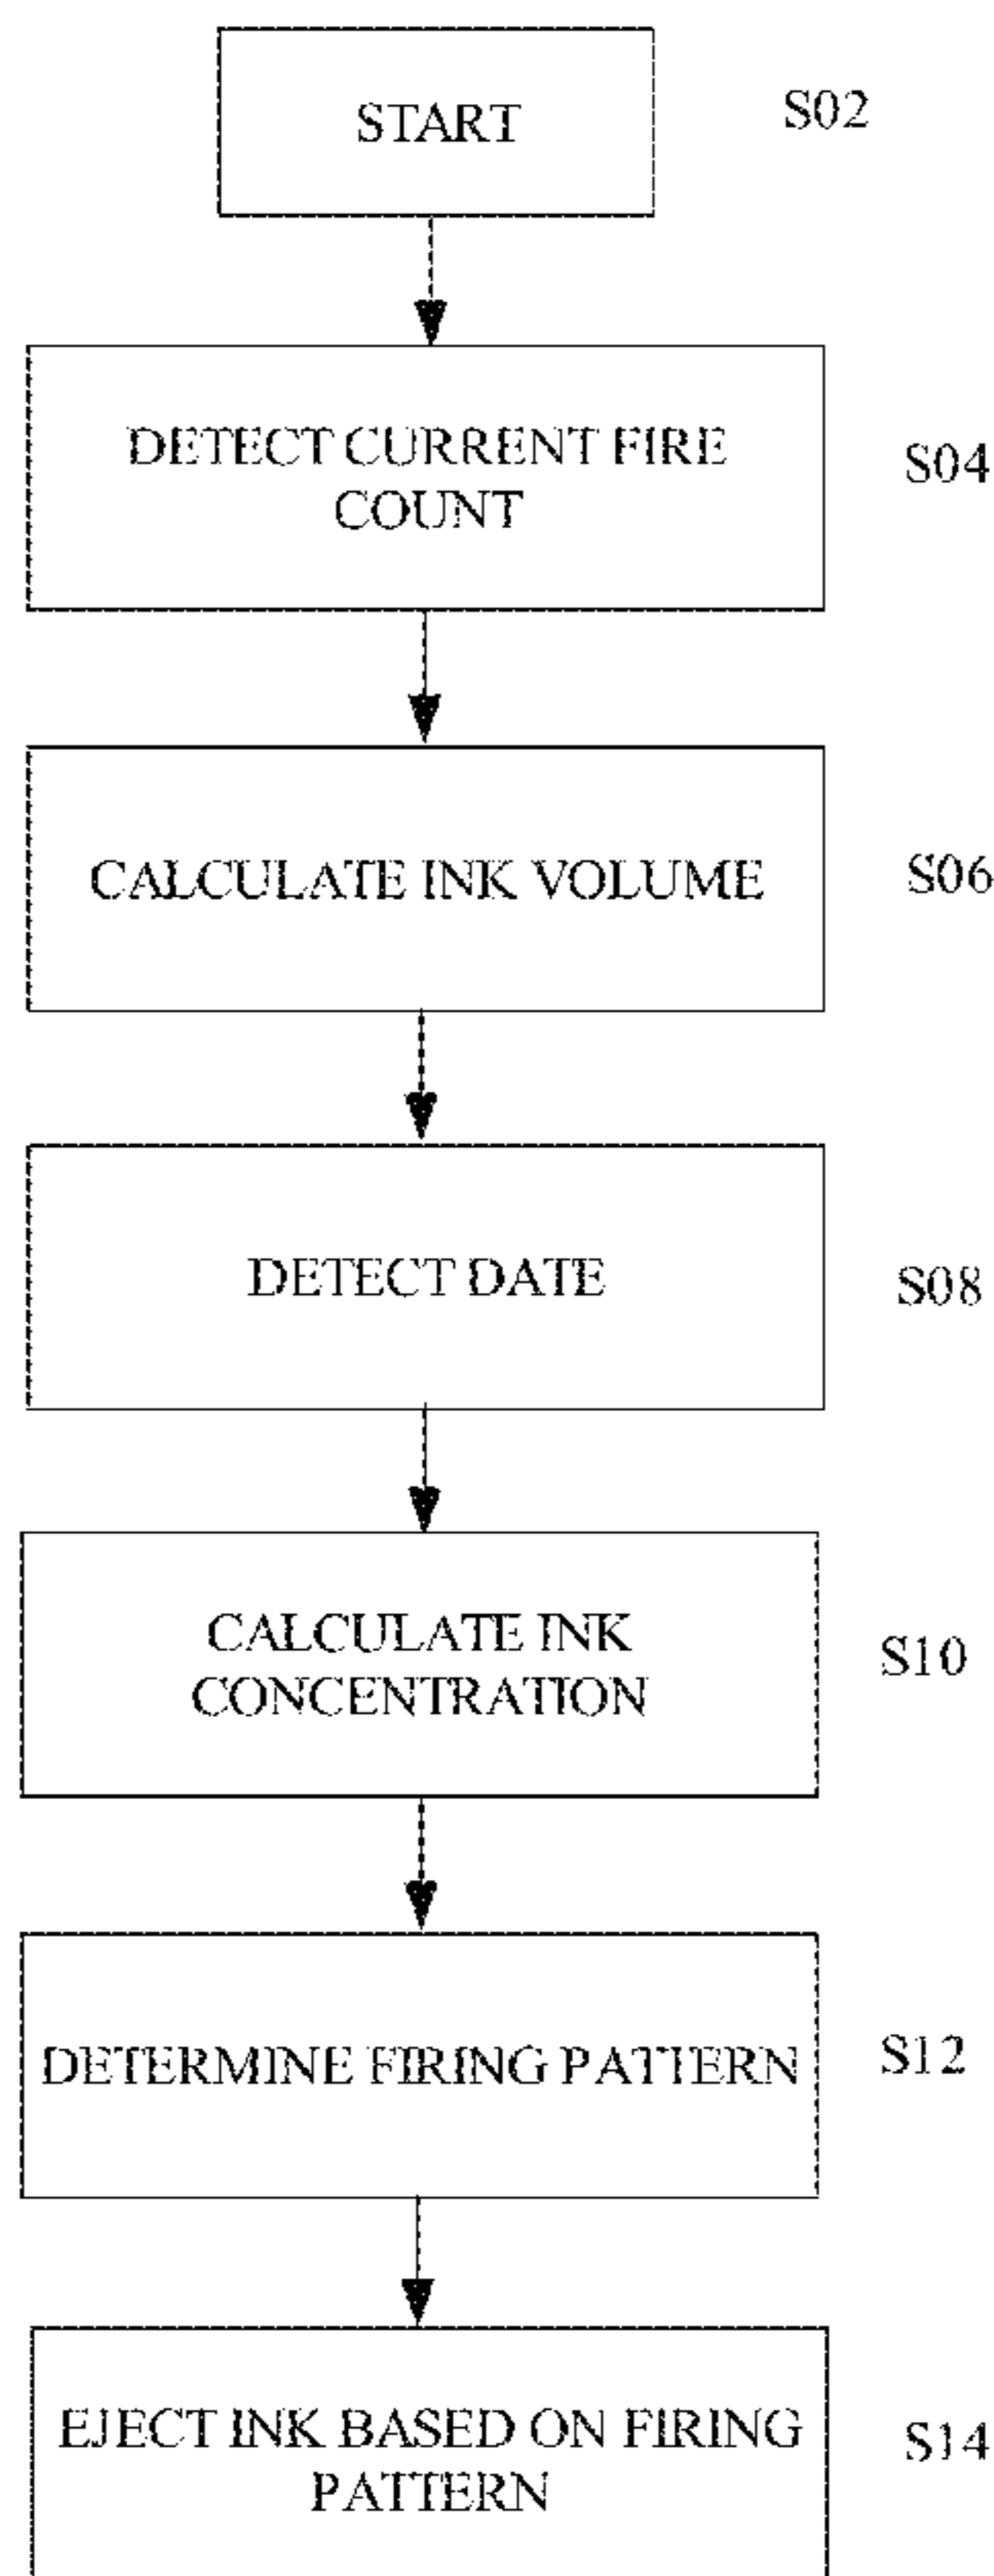 START
S02
DETECT CURRENT FIRE
COUNT
S04
CALCULATE INK VOLUME
S06
DETECT DATE
S08
CALCULATE INK
CONCENTRATION
S10
DETERMINE FIRING PATTERN
S12
EJECT INK BASED ON FIRING
PATTERN
S14